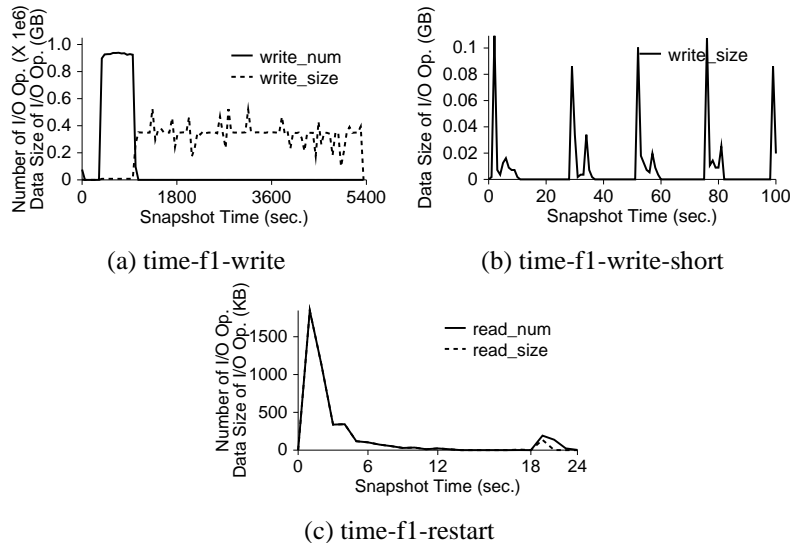 Number of I/O Op. (X 1e6)
Data Size of I/O Op. (GB)
1.0
0.8
0.6
0.4
0.2
0
write_num
write_size
0 1800 3600 5400
Snapshot Time (sec.)
(a) time-f1-write
Data Size of I/O Op. (GB)
0.1
0.08
0.06
0.04
0.02
0
write_size
0 20 40 60 80 100
Snapshot Time (sec.)
(b) time-f1-write-short
Number of I/O Op.
Data Size of I/O Op. (KB)
1500
1000
500
0
read_num
read_size
0 6 12 18 24
Snapshot Time (sec.)
(c) time-f1-restart